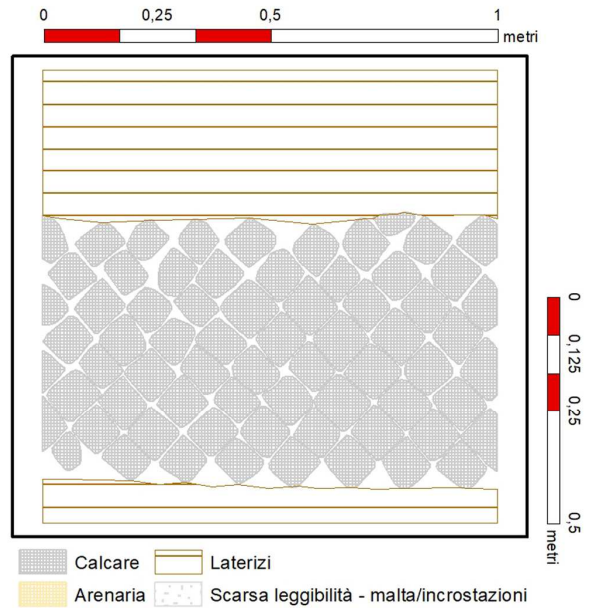 0 0,25 0,5 1
metri
0
0,125
0,25
0,5
metri
Calcare Laterizi
Arenaria Scarsa leggibilità - malta/incrostazioni